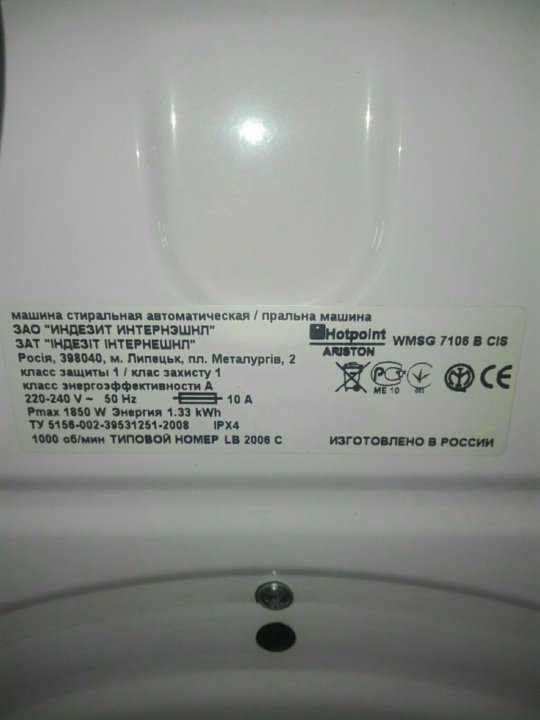 машина стиральная автоматическая / пральна машина
ЗАО "ИНДЕЗИТ ИНТЕРНЭШНЛ"
ЗАТ "ІНДЕЗІТ ІНТЕРНЕШНЛ"
Hotpoint
ARISTON
WMSG 7106 B CIS
Росія, 398040, м. Липецьк, пл. Металургів, 2
класс защиты 1 / клас захисту 1
класс энергоэффективности А
220-240 V ~ 50 Hz 10 A
ME 10
001
CE
Pmax 1850 W Энергия 1.33 kWh
ТУ 5156-002-39531251-2008 IPX4
1000 об/мин ТИПОВОЙ НОМЕР LB 2006 C
ИЗГОТОВЛЕНО В РОССИИ